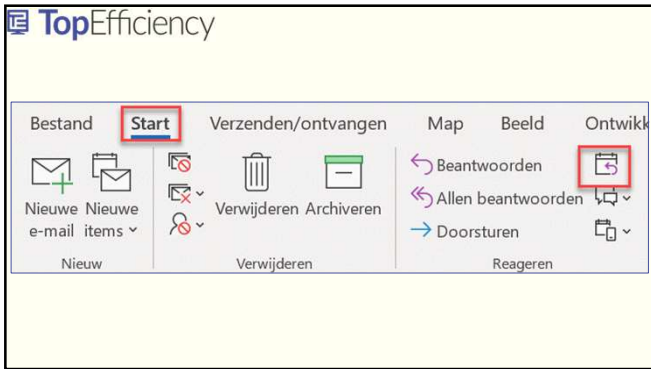 TopEfficiency
Bestand Start Verzenden/ontvangen Map Beeld Ontwikk
Nieuwe e-mail
Nieuwe items
Verwijderen Archiveren
Beantwoorden
Allen beantwoorden
Doorsturen
Nieuw Verwijderen Reageren